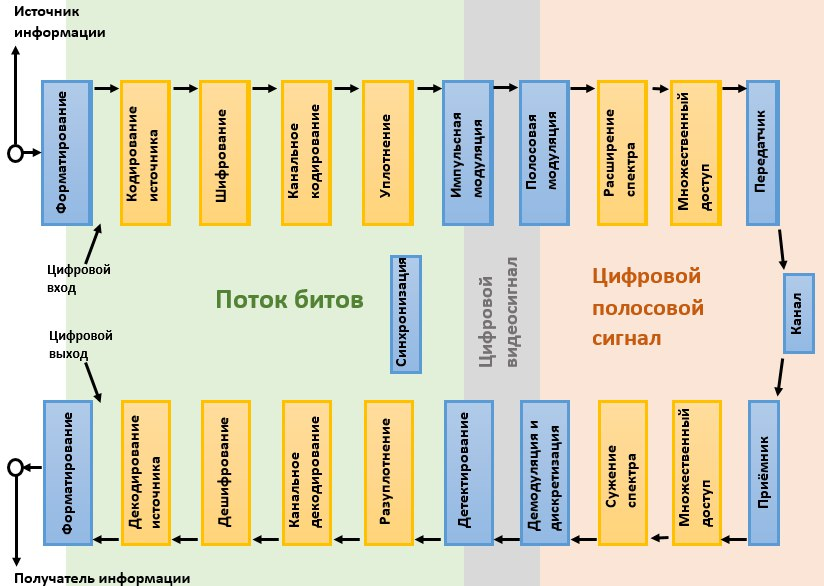 Источник
информации
Форматирование
Кодирование
источника
Шифрование
Канальное
кодирование
Уплотнение
Импульсная
модуляция
Полосовая
модуляция
Расширение
спектра
Множественный
доступ
Передатчик
Цифровой
вход
Поток битов
Синхронизация
Цифровой
видеосигнал
Цифровой
полосовой
сигнал
Канал
Цифровой
выход
Форматирование
Декодирование
источника
Дешифрование
Канальное
декодирование
Разуплотнение
Детектирование
Демодуляция и
дискретизация
Сужение
спектра
Множественный
доступ
Приёмник
Получатель информации